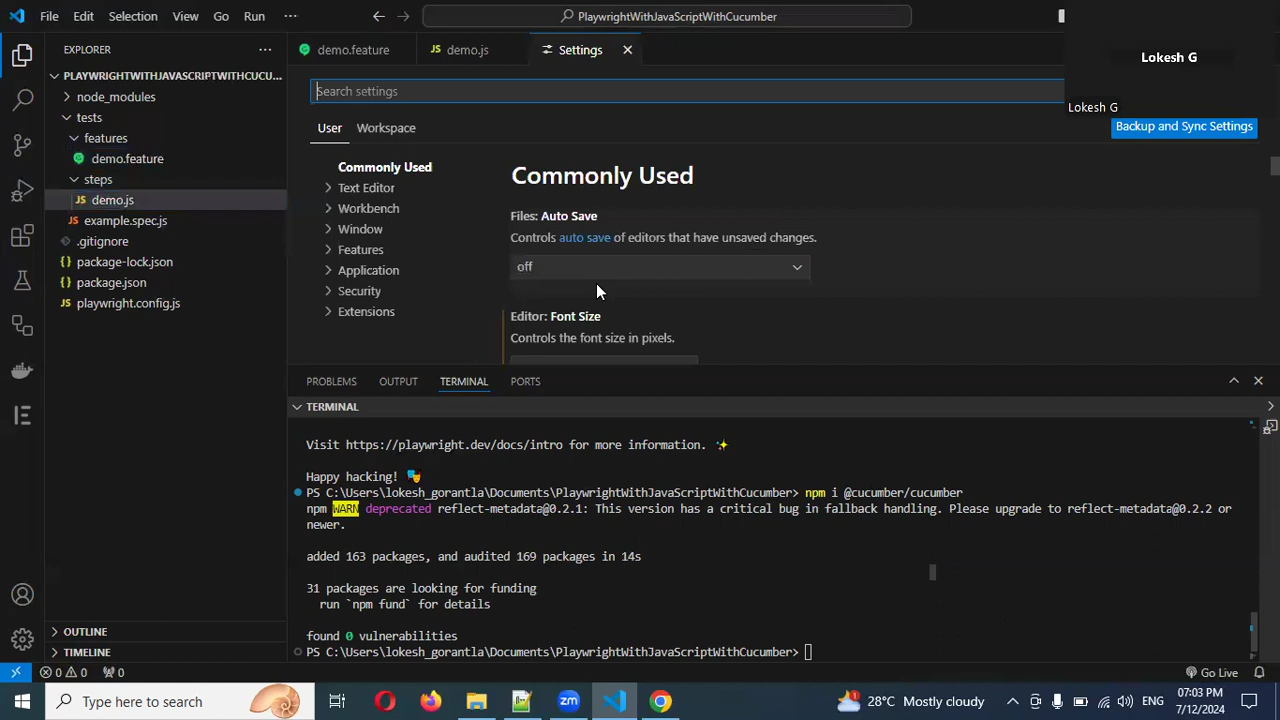 File Edit Selection View Go Run ···
PlaywrightWithJavaScriptWithCucumber
Lokesh G
Lokesh G
EXPLORER
PLAYWRIGHTWITHJAVASCRIPTWITHCUCU...
node_modules
tests
features
demo.feature
steps
JS demo.js
JS example.spec.js
.gitignore
{} package-lock.json
{} package.json
JS playwright.config.js
OUTLINE
TIMELINE
demo.feature
JS demo.js
Settings
Search settings
User Workspace
Backup and Sync Settings
Commonly Used
Text Editor
Workbench
Window
Features
Application
Security
Extensions
Commonly Used
Files: Auto Save
Controls auto save of editors that have unsaved changes.
off
Editor: Font Size
Controls the font size in pixels.
PROBLEMS OUTPUT TERMINAL PORTS
TERMINAL
Visit https://playwright.dev/docs/intro for more information. ✨
Happy hacking! 🎭
PS C:\Users\lokesh_gorantla\Documents\PlaywrightWithJavaScriptWithCucumber> npm i @cucumber/cucumber
npm WARN deprecated reflect-metadata@0.2.1: This version has a critical bug in fallback handling. Please upgrade to reflect-metadata@0.2.2 or
newer.
added 163 packages, and audited 169 packages in 14s
31 packages are looking for funding
run `npm fund` for details
found 0 vulnerabilities
PS C:\Users\lokesh_gorantla\Documents\PlaywrightWithJavaScriptWithCucumber>
0 0 0 Go Live
Type here to search
zm
28°C Mostly cloudy
ENG
07:03 PM
7/12/2024